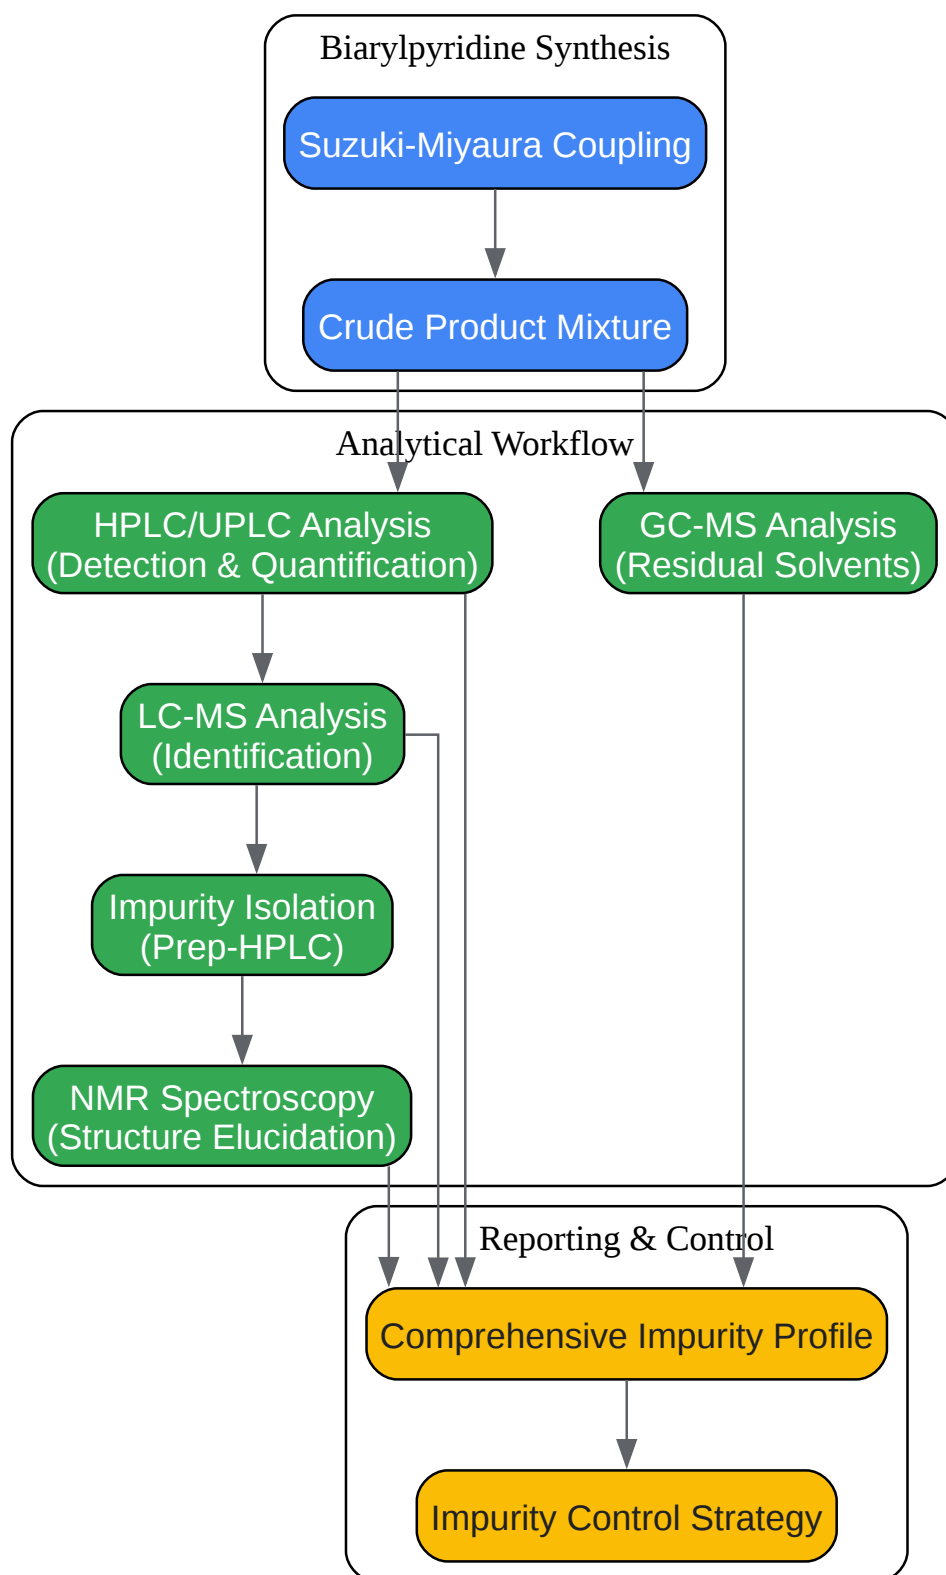 Biarylpyridine Synthesis
Suzuki-Miyaura Coupling
Crude Product Mixture
Analytical Workflow
HPLC/UPLC Analysis
(Detection & Quantification)
GC-MS Analysis
(Residual Solvents)
LC-MS Analysis
(Identification)
Impurity Isolation
(Prep-HPLC)
NMR Spectroscopy
(Structure Elucidation)
Reporting & Control
Comprehensive Impurity Profile
Impurity Control Strategy